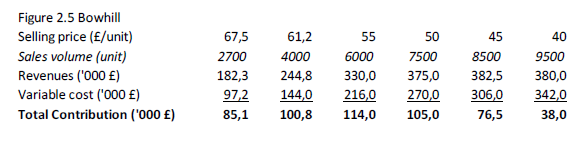 Figure 2.5 Bowhill
Selling price (£/unit) 67,5 61,2 55 50 45 40
Sales volume (unit) 2700 4000 6000 7500 8500 9500
Revenues ('000 £) 182,3 244,8 330,0 375,0 382,5 380,0
Variable cost ('000 £) 97,2 144,0 216,0 270,0 306,0 342,0
Total Contribution ('000 £) 85,1 100,8 114,0 105,0 76,5 38,0